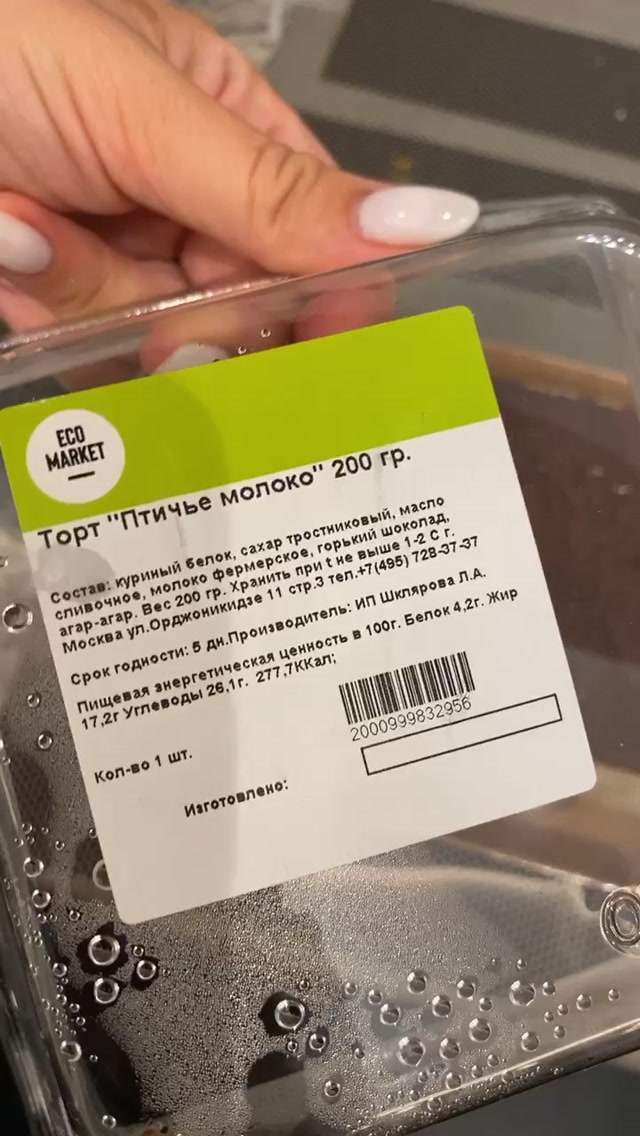 ECO
MARKET
Торт "Птичье молоко" 200 гр.
Состав: куриный белок, сахар тростниковый, масло
сливочное, молоко фермерское, горький шоколад,
агар-агар. Вес 200 гр. Хранить при t не выше 1-2 С г.
Москва ул.Орджоникидзе 11 стр.3 тел.+7(495) 728-37-37
Срок годности: 5 дн.Производитель: ИП Шклярова Л.А.
Пищевая энергетическая ценность в 100г. Белок 4,2г. Жир
17,2г Углеводы 26,1г. 277,7ККал;
2000999832956
Кол-во 1 шт.
Изготовлено: